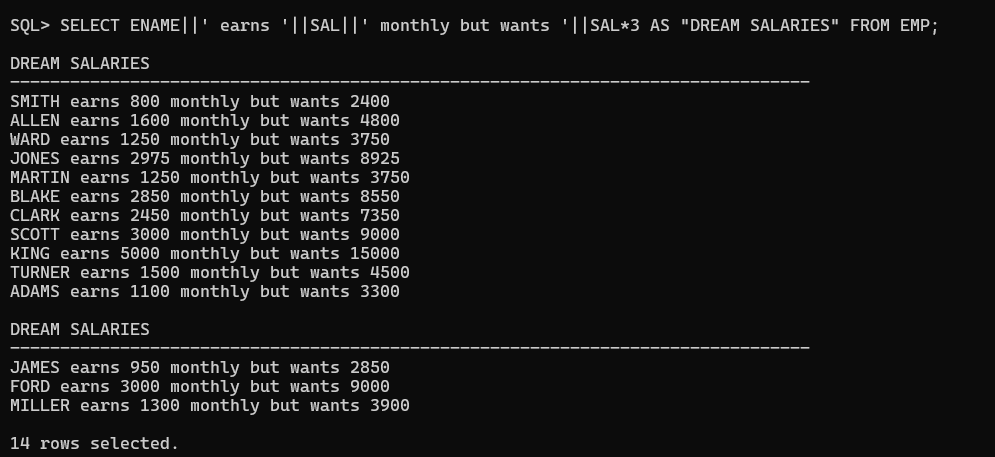 SQL> SELECT ENAME||' earns '||SAL||' monthly but wants '||SAL*3 AS "DREAM SALARIES" FROM EMP;
DREAM SALARIES
--------------------------------------------------------------------------------
SMITH earns 800 monthly but wants 2400
ALLEN earns 1600 monthly but wants 4800
WARD earns 1250 monthly but wants 3750
JONES earns 2975 monthly but wants 8925
MARTIN earns 1250 monthly but wants 3750
BLAKE earns 2850 monthly but wants 8550
CLARK earns 2450 monthly but wants 7350
SCOTT earns 3000 monthly but wants 9000
KING earns 5000 monthly but wants 15000
TURNER earns 1500 monthly but wants 4500
ADAMS earns 1100 monthly but wants 3300
DREAM SALARIES
--------------------------------------------------------------------------------
JAMES earns 950 monthly but wants 2850
FORD earns 3000 monthly but wants 9000
MILLER earns 1300 monthly but wants 3900
14 rows selected.